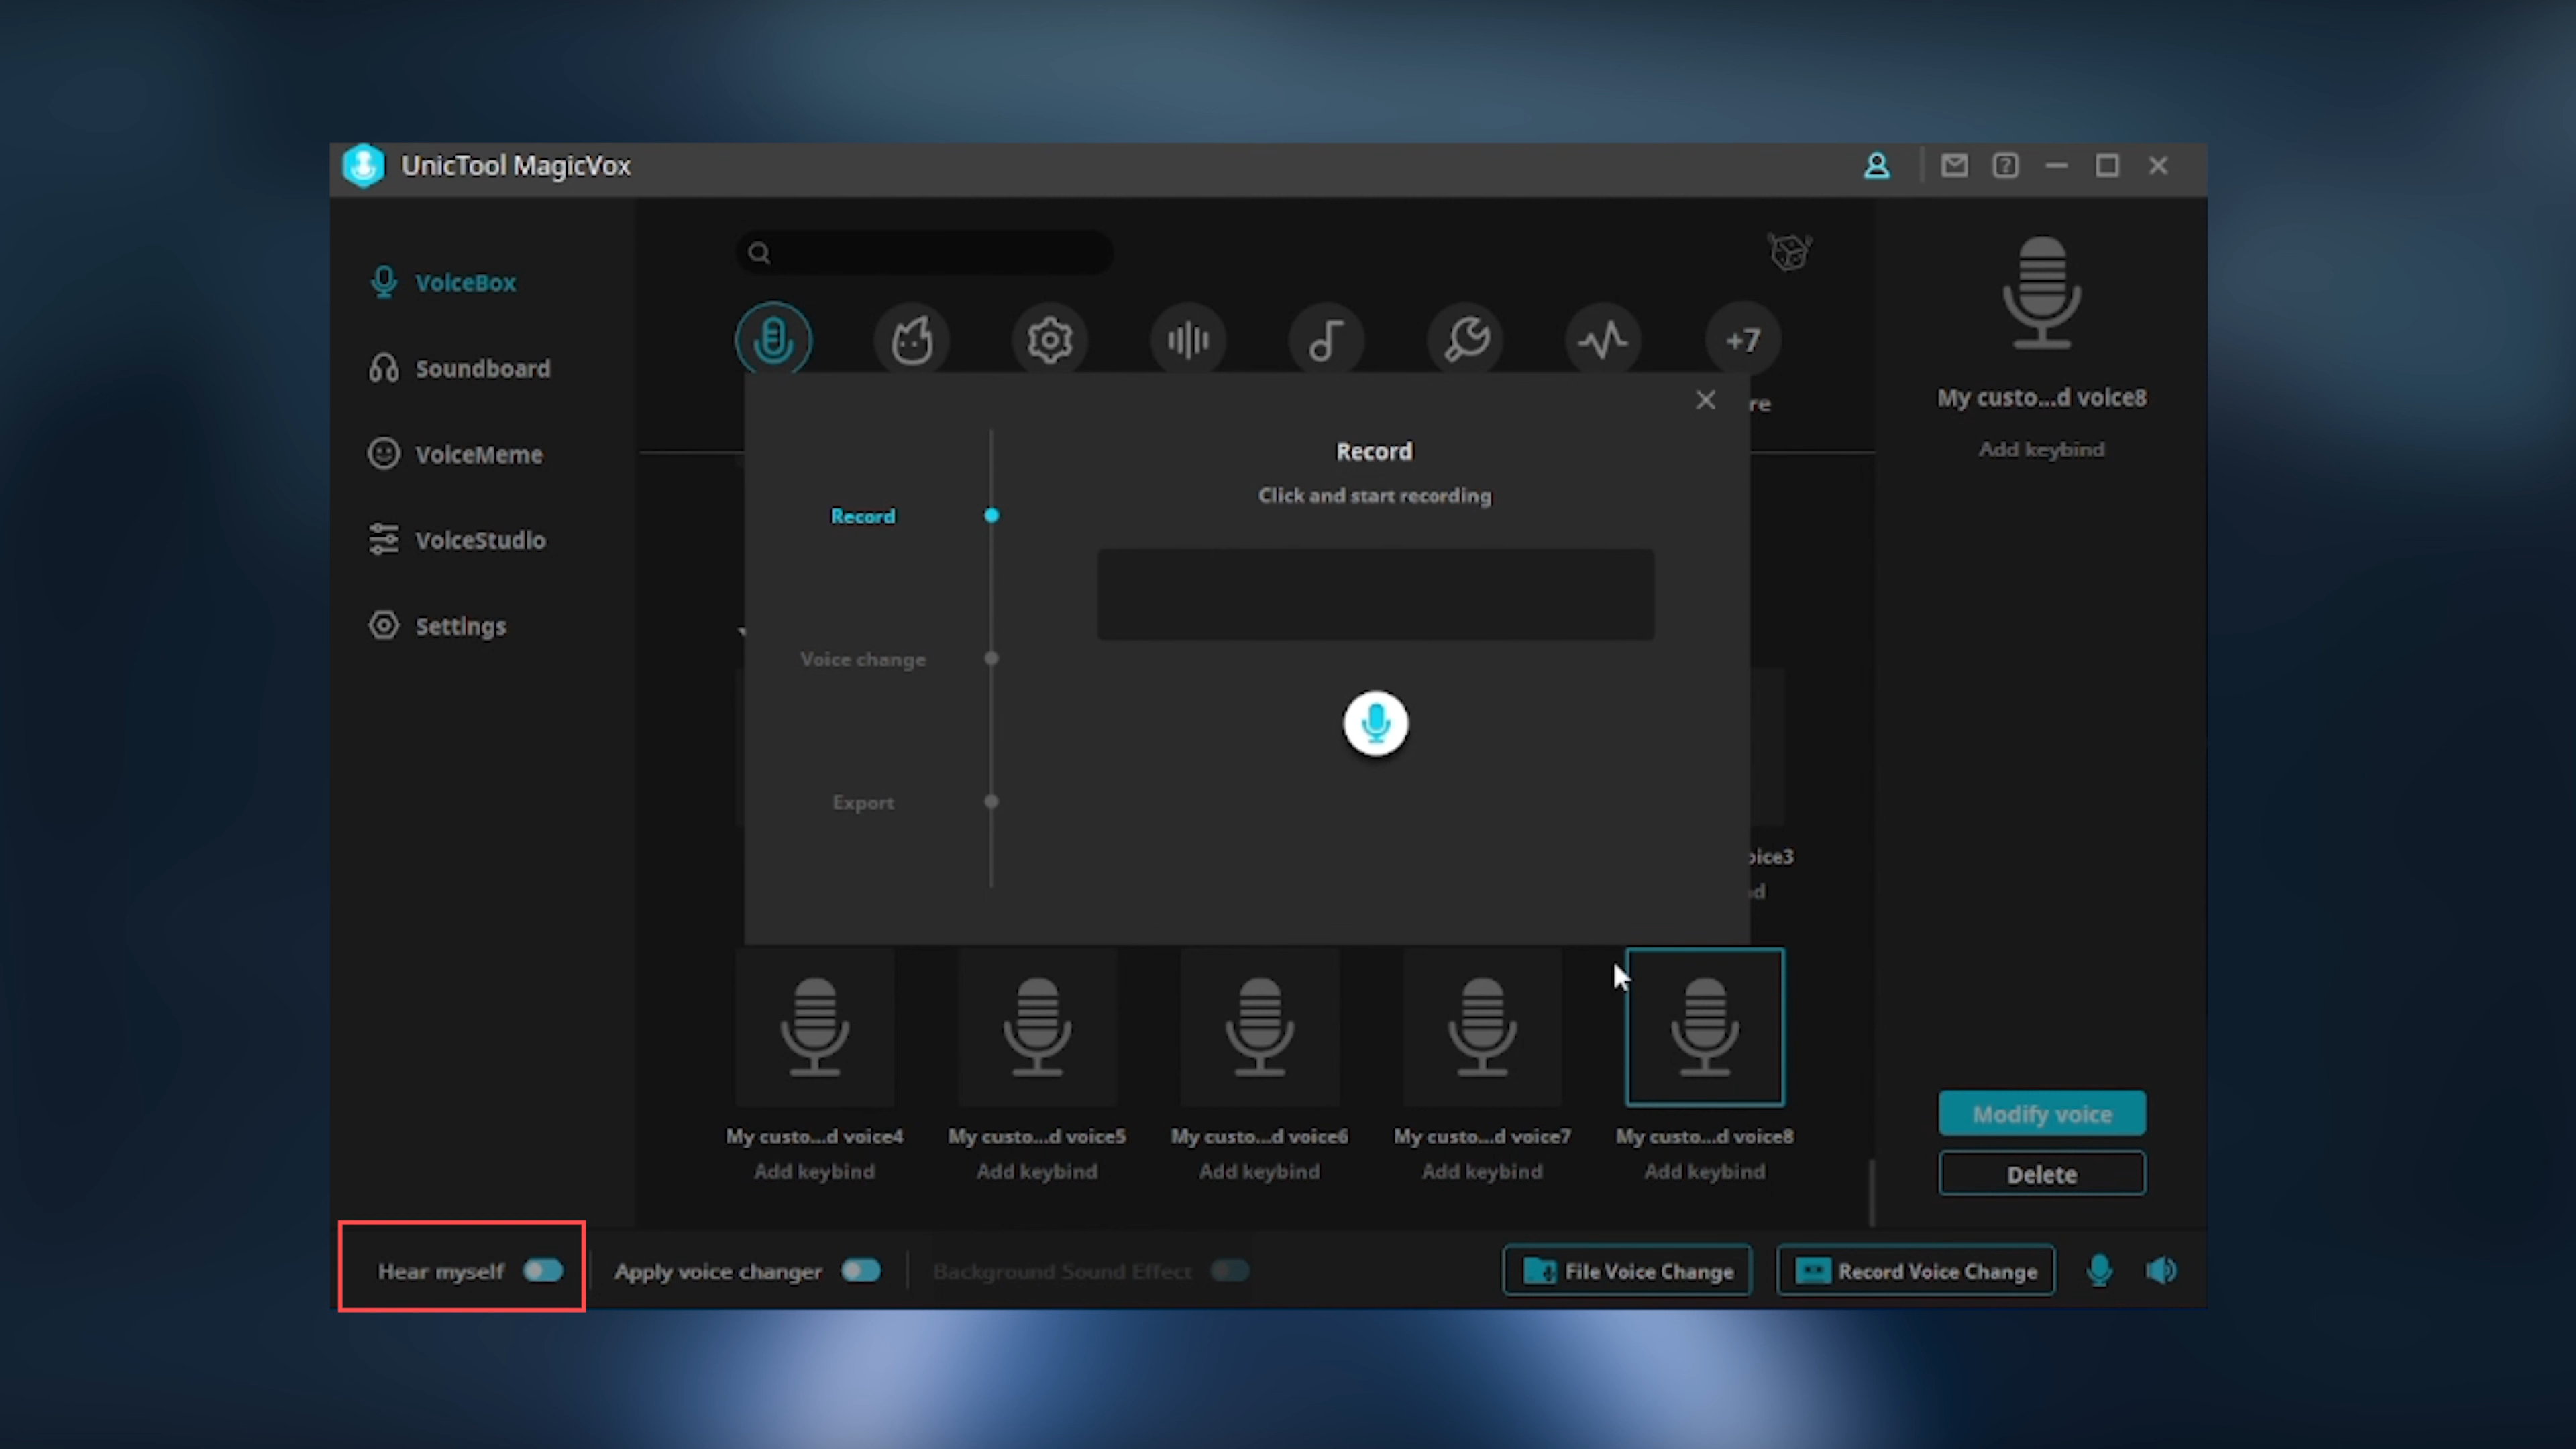 UnicTool MagicVox
VoiceBox
Soundboard
VoiceMeme
VoiceStudio
Settings
+7
re
Record
Click and start recording
Record
Voice change
Export
oice3
d
My custo...d voice4
Add keybind
My custo...d voice5
Add keybind
My custo...d voice6
Add keybind
My custo...d voice7
Add keybind
My custo...d voice8
Add keybind
My custo...d voice8
Add keybind
Modify voice
Delete
Hear myself
Apply voice changer
Background Sound Effect
File Voice Change
Record Voice Change